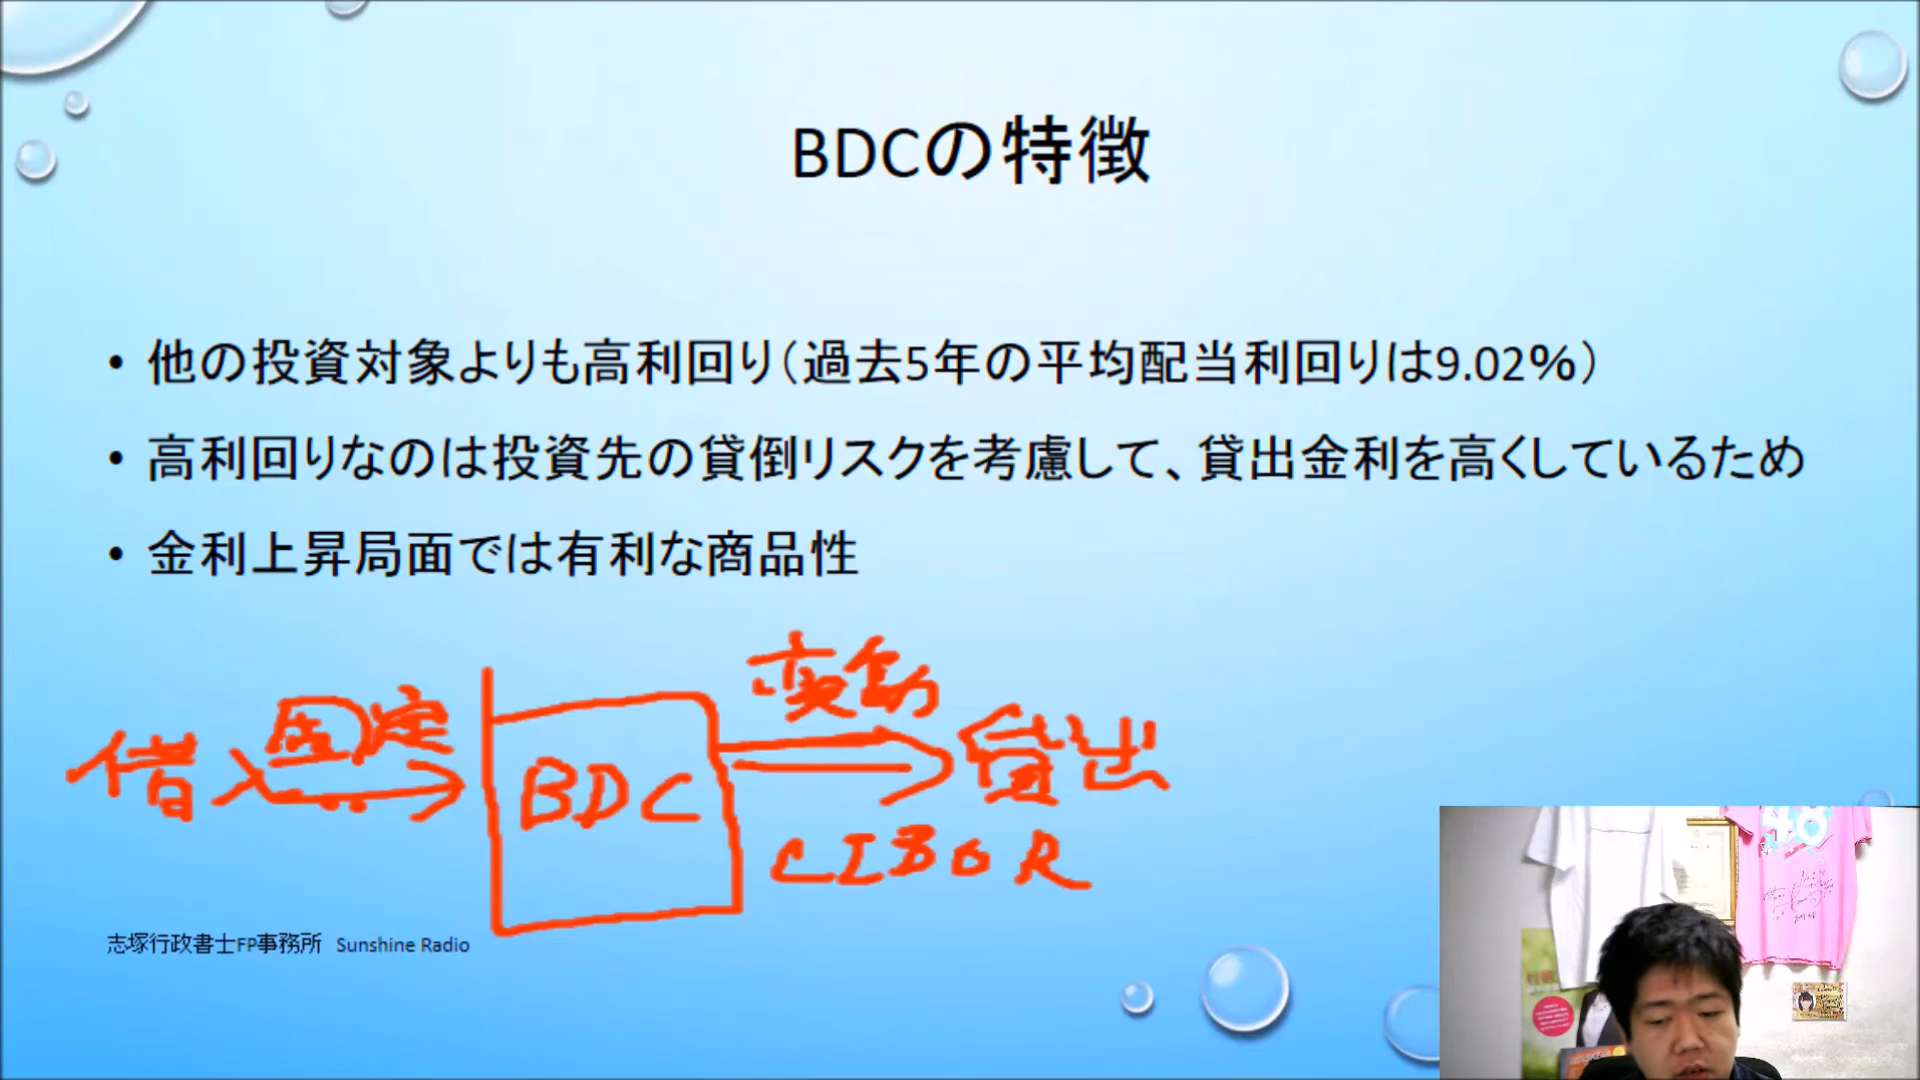 BDCの特徴
• 他の投資対象よりも高利回り（過去5年の平均配当利回りは9.02％）
• 高利回りなのは投資先の貸倒リスクを考慮して、貸出金利を高くしているため
• 金利上昇局面では有利な商品性
変動
借入 固定 BDC 貸出
CIBOR
志塚行政書士FP事務所 Sunshine Radio
48